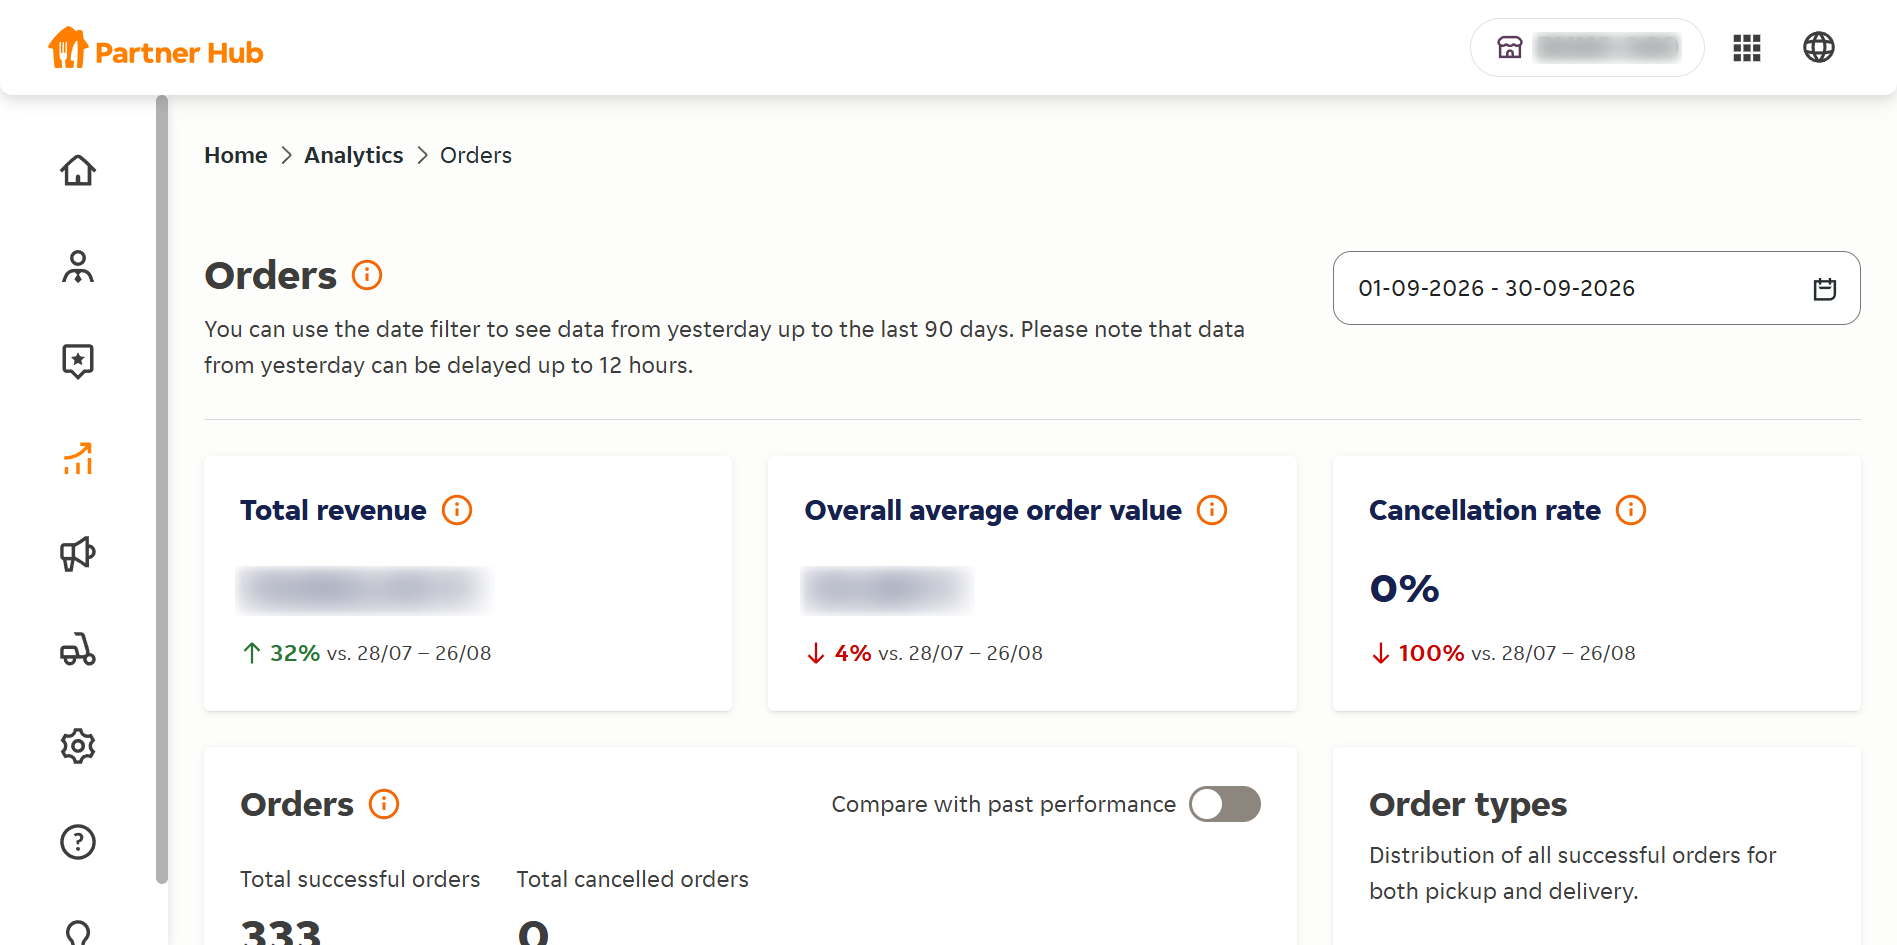 Partner Hub
Home > Analytics > Orders
Orders
01-09-2026 - 30-09-2026
You can use the date filter to see data from yesterday up to the last 90 days. Please note that data
from yesterday can be delayed up to 12 hours.
Total revenue
↑ 32% vs. 28/07 – 26/08
Overall average order value
↓ 4% vs. 28/07 – 26/08
Cancellation rate
0%
↓ 100% vs. 28/07 – 26/08
Orders
Compare with past performance
Total successful orders
333
Total cancelled orders
0
Order types
Distribution of all successful orders for
both pickup and delivery.